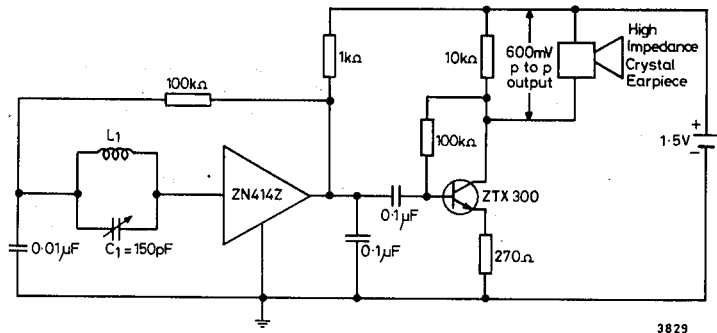 1kΩ
10kΩ
600mV
p to p
output
High
Impedance
Crystal
Earpiece
100kΩ
L1
ZN414Z
100kΩ
+
1·5V
−
ZTX 300
0·1μF
0·01μF
C1=150pF
0·1μF
270Ω
3829